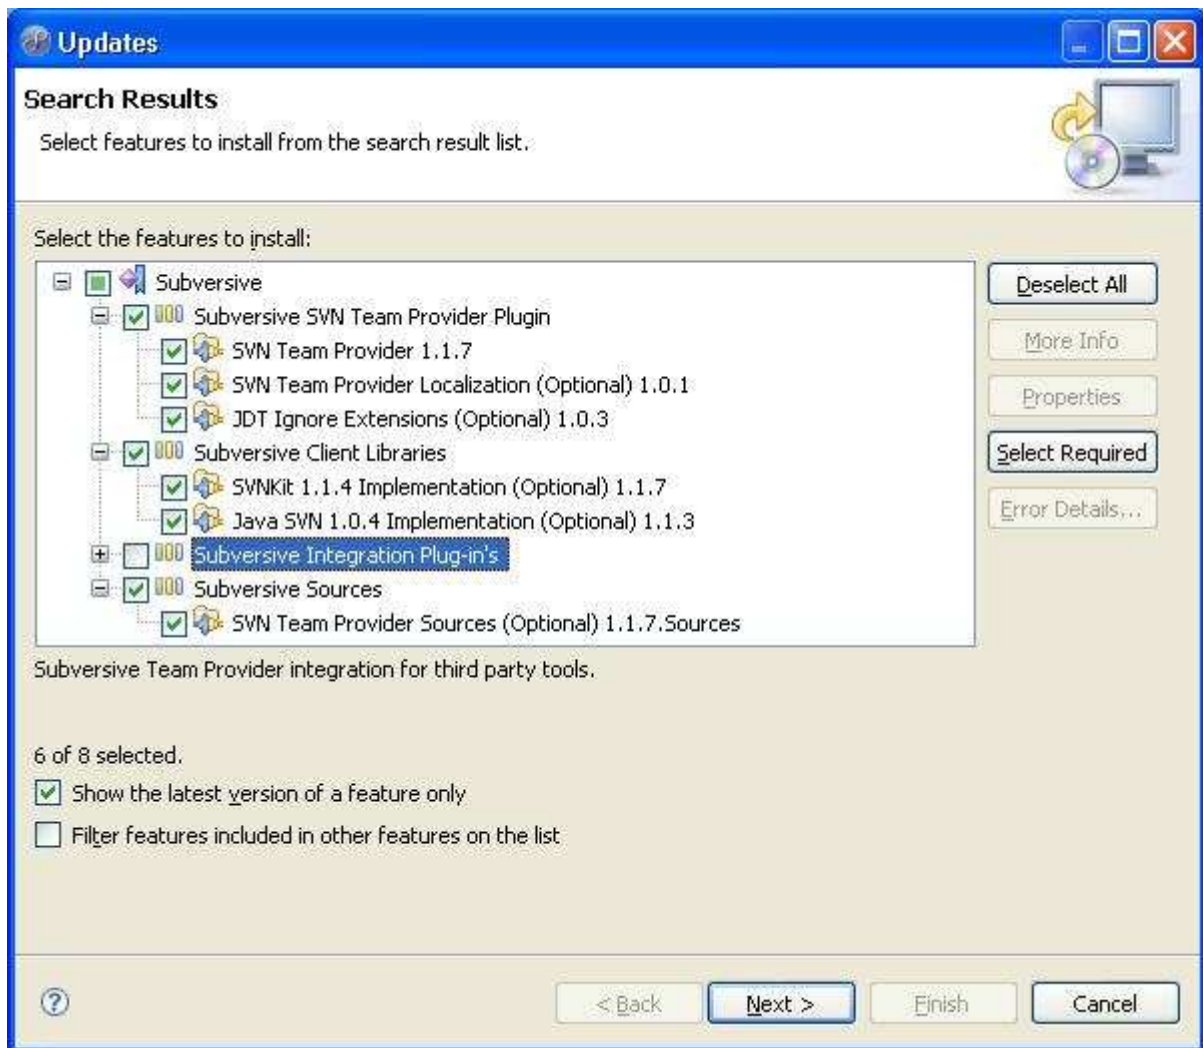 Updates
Search Results
Select features to install from the search result list.
Select the features to install:
Subversive
Subversive SVN Team Provider Plugin
SVN Team Provider 1.1.7
SVN Team Provider Localization (Optional) 1.0.1
JDT Ignore Extensions (Optional) 1.0.3
Subversive Client Libraries
SVNKit 1.1.4 Implementation (Optional) 1.1.7
Java SVN 1.0.4 Implementation (Optional) 1.1.3
Subversive Integration Plug-in's
Subversive Sources
SVN Team Provider Sources (Optional) 1.1.7.Sources
Deselect All
More Info
Properties
Select Required
Error Details...
Subversive Team Provider integration for third party tools.
6 of 8 selected.
Show the latest version of a feature only
Filter features included in other features on the list
?
< Back
Next >
Finish
Cancel